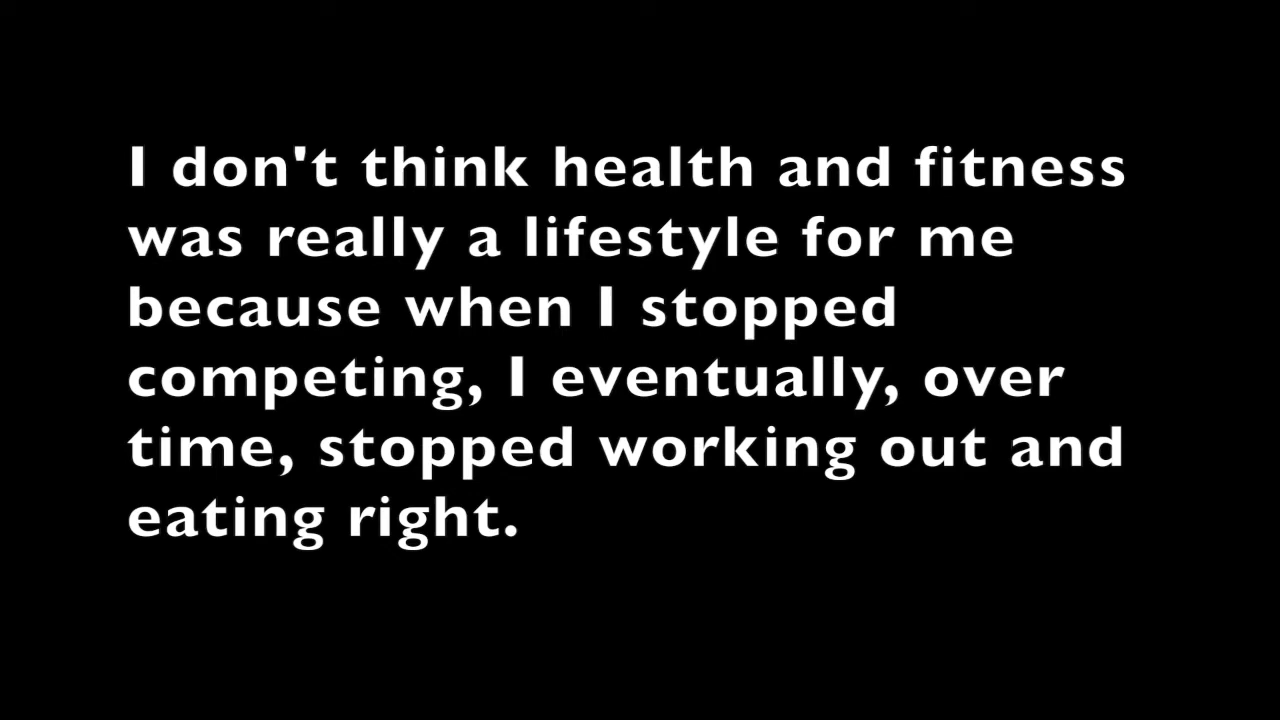 I don't think health and fitness
was really a lifestyle for me
because when I stopped
competing, I eventually, over
time, stopped working out and
eating right.